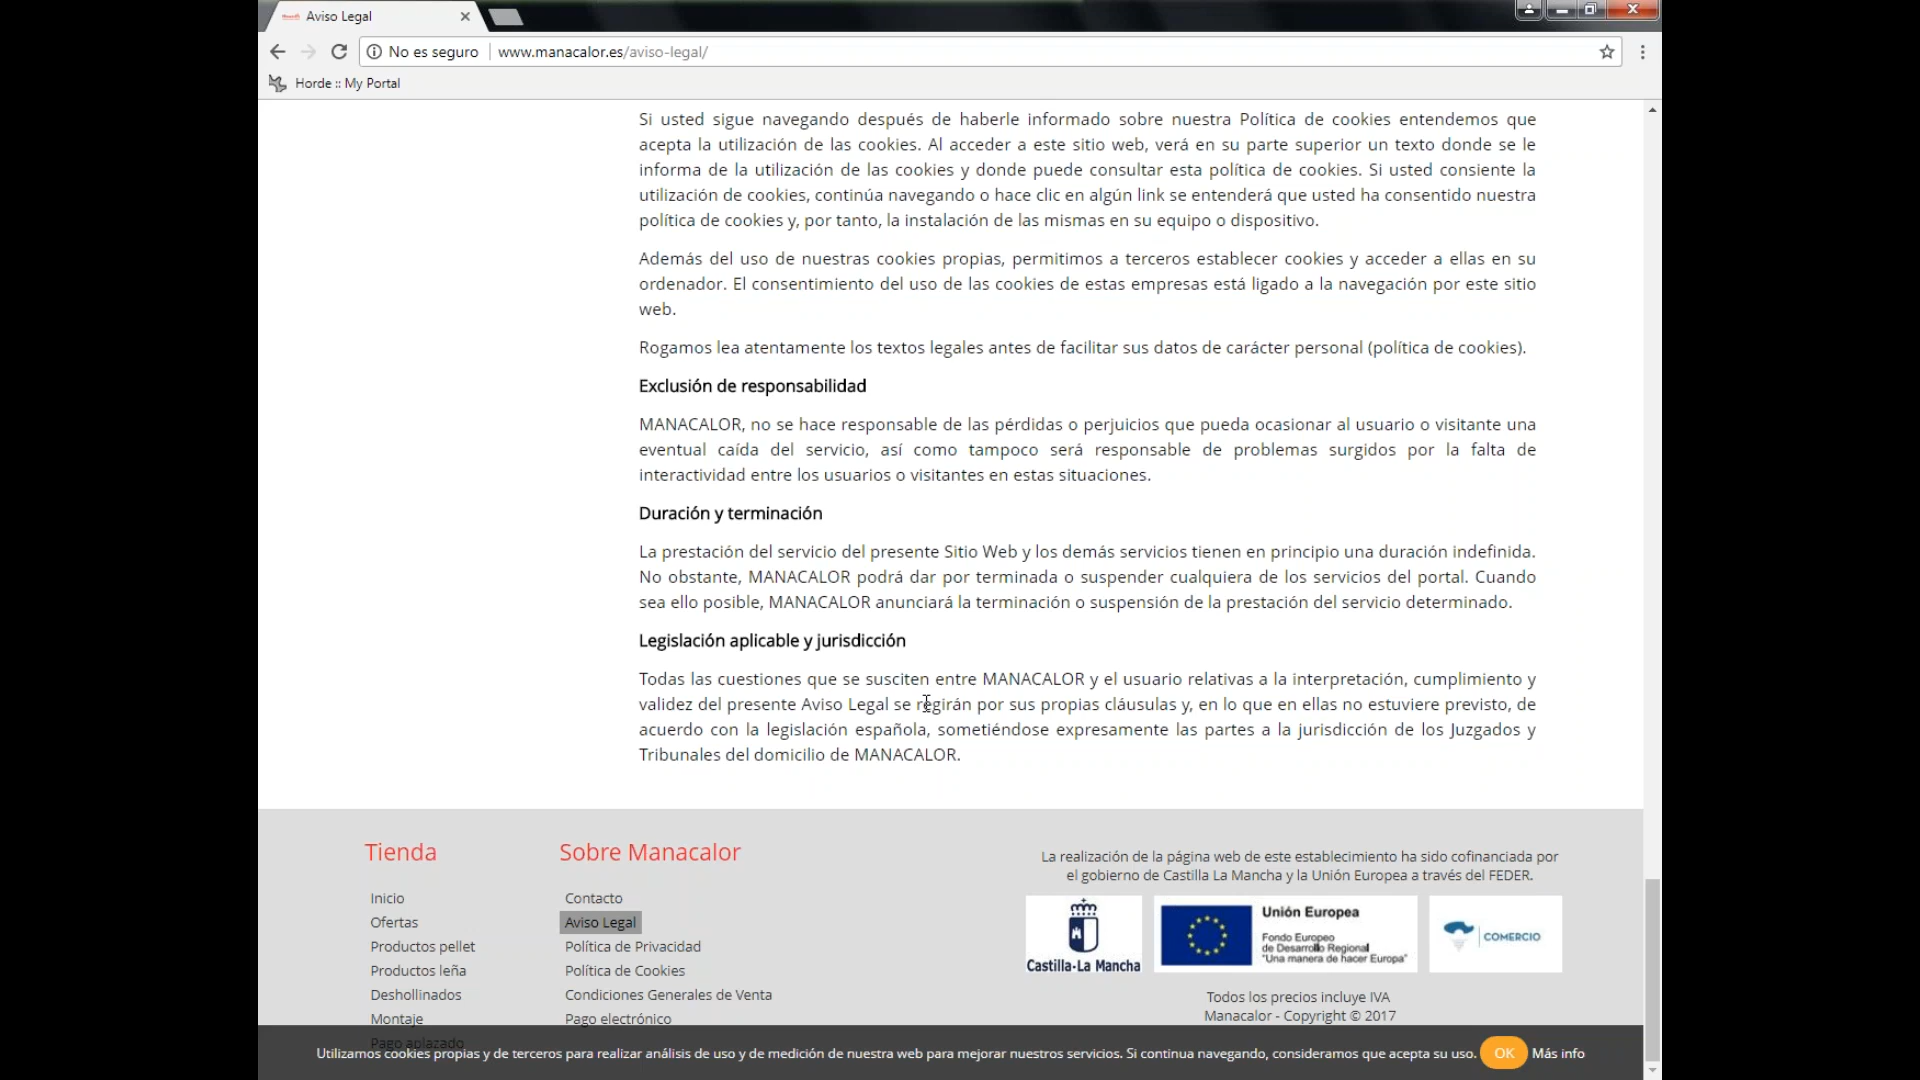 Aviso Legal
No es seguro www.manacalor.es/aviso-legal/
Horde :: My Portal
Si usted sigue navegando después de haberle informado sobre nuestra Política de cookies entendemos que
acepta la utilización de las cookies. Al acceder a este sitio web, verá en su parte superior un texto donde se le
informa de la utilización de las cookies y donde puede consultar esta política de cookies. Si usted consiente la
utilización de cookies, continúa navegando o hace clic en algún link se entenderá que usted ha consentido nuestra
política de cookies y, por tanto, la instalación de las mismas en su equipo o dispositivo.
Además del uso de nuestras cookies propias, permitimos a terceros establecer cookies y acceder a ellas en su
ordenador. El consentimiento del uso de las cookies de estas empresas está ligado a la navegación por este sitio
web.
Rogamos lea atentamente los textos legales antes de facilitar sus datos de carácter personal (política de cookies).
Exclusión de responsabilidad
MANACALOR, no se hace responsable de las pérdidas o perjuicios que pueda ocasionar al usuario o visitante una
eventual caída del servicio, así como tampoco será responsable de problemas surgidos por la falta de
interactividad entre los usuarios o visitantes en estas situaciones.
Duración y terminación
La prestación del servicio del presente Sitio Web y los demás servicios tienen en principio una duración indefinida.
No obstante, MANACALOR podrá dar por terminada o suspender cualquiera de los servicios del portal. Cuando
sea ello posible, MANACALOR anunciará la terminación o suspensión de la prestación del servicio determinado.
Legislación aplicable y jurisdicción
Todas las cuestiones que se susciten entre MANACALOR y el usuario relativas a la interpretación, cumplimiento y
validez del presente Aviso Legal se regirán por sus propias cláusulas y, en lo que en ellas no estuviere previsto, de
acuerdo con la legislación española, sometiéndose expresamente las partes a la jurisdicción de los Juzgados y
Tribunales del domicilio de MANACALOR.
Tienda
Inicio
Ofertas
Productos pellet
Productos leña
Deshollinados
Montaje
Pago aplazado
Sobre Manacalor
Contacto
Aviso Legal
Política de Privacidad
Política de Cookies
Condiciones Generales de Venta
Pago electrónico
La realización de la página web de este establecimiento ha sido cofinanciada por
el gobierno de Castilla La Mancha y la Unión Europea a través del FEDER.
Castilla-La Mancha
Unión Europea
Fondo Europeo
de Desarrollo Regional
"Una manera de hacer Europa"
COMERCIO
Todos los precios incluye IVA
Manacalor - Copyright © 2017
Utilizamos cookies propias y de terceros para realizar análisis de uso y de medición de nuestra web para mejorar nuestros servicios. Si continua navegando, consideramos que acepta su uso. OK Más info